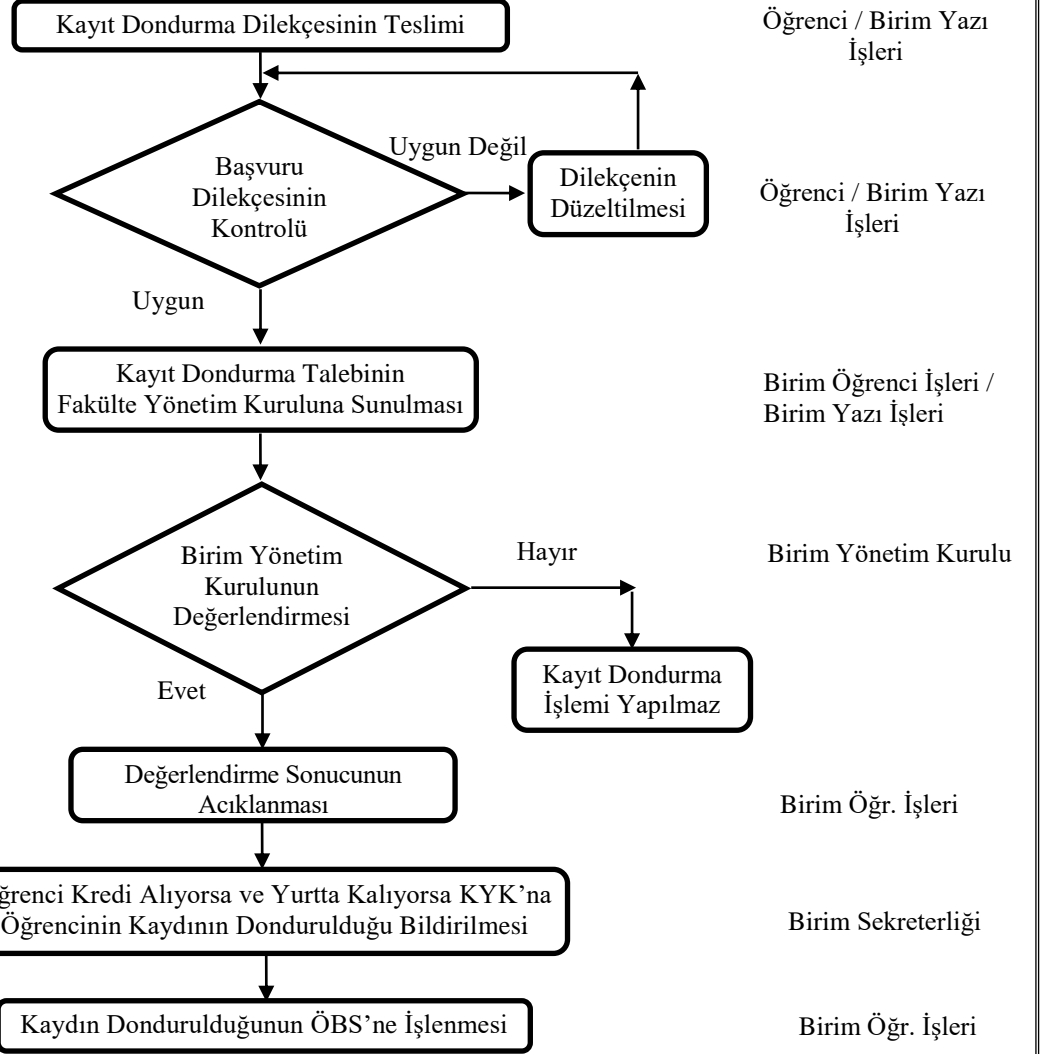 Kayıt Dondurma Dilekçesinin Teslimi
Öğrenci / Birim Yazı
İşleri
Uygun Değil
Başvuru
Dilekçesinin
Kontrolü
Dilekçenin
Düzeltilmesi
Öğrenci / Birim Yazı
İşleri
Uygun
Kayıt Dondurma Talebinin
Fakülte Yönetim Kuruluna Sunulması
Birim Öğrenci İşleri /
Birim Yazı İşleri
Birim Yönetim
Kurulunun
Değerlendirmesi
Hayır
Birim Yönetim Kurulu
Kayıt Dondurma
İşlemi Yapılmaz
Evet
Değerlendirme Sonucunun
Acıklanması
Birim Öğr. İşleri
ğrenci Kredi Alıyorsa ve Yurtta Kalıyorsa KYK’na
Öğrencinin Kaydının Dondurulduğu Bildirilmesi
Birim Sekreterliği
Kaydın Dondurulduğunun ÖBS’ne İşlenmesi
Birim Öğr. İşleri